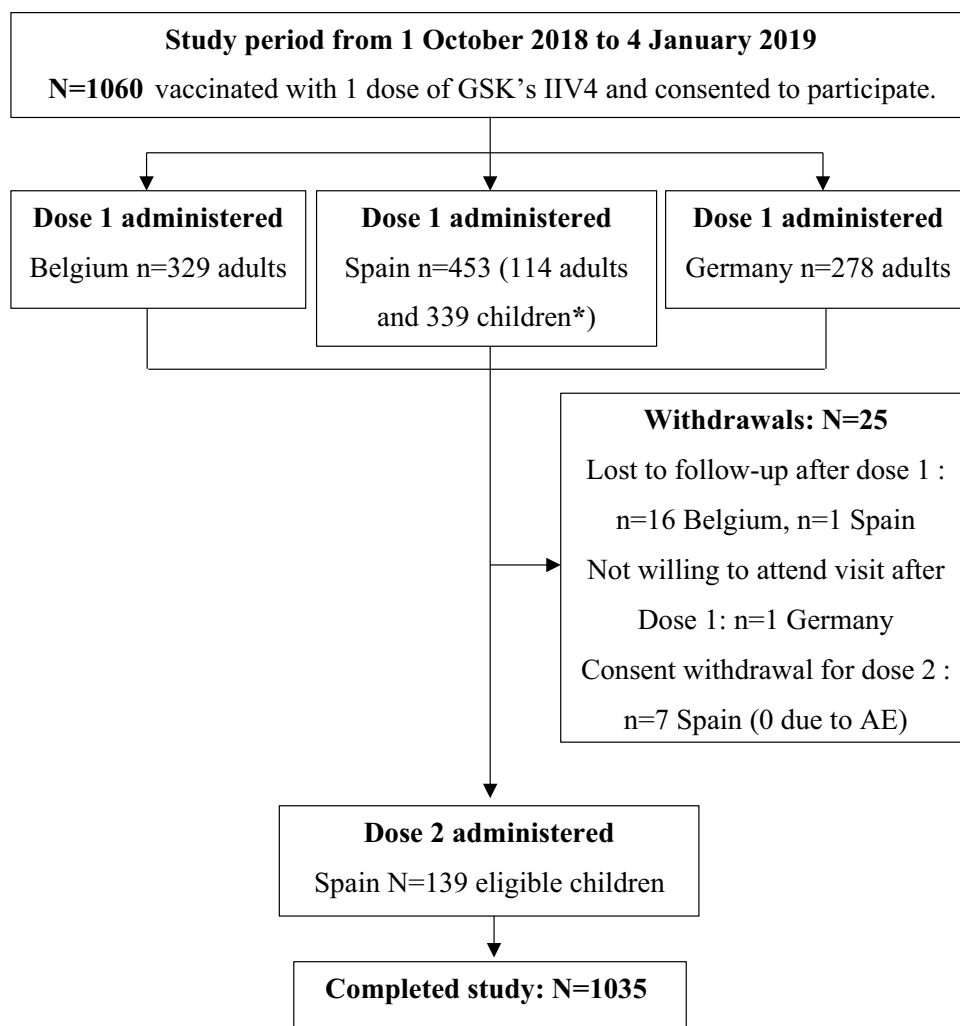 Study period from 1 October 2018 to 4 January 2019
N=1060 vaccinated with 1 dose of GSK's IIV4 and consented to participate.
Dose 1 administered
Belgium n=329 adults
Dose 1 administered
Spain n=453 (114 adults
and 339 children*)
Dose 1 administered
Germany n=278 adults
Withdrawals: N=25
Lost to follow-up after dose 1 :
n=16 Belgium, n=1 Spain
Not willing to attend visit after
Dose 1: n=1 Germany
Consent withdrawal for dose 2 :
n=7 Spain (0 due to AE)
Dose 2 administered
Spain N=139 eligible children
Completed study: N=1035